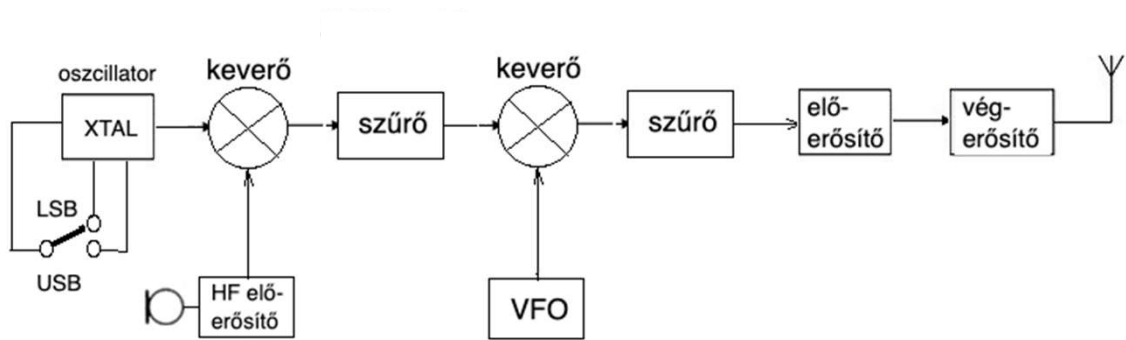 oszcillator
XTAL
LSB
USB
keverő
HF elő-
erősítő
szűrő
keverő
VFO
szűrő
elő-
erősítő
vég-
erősítő